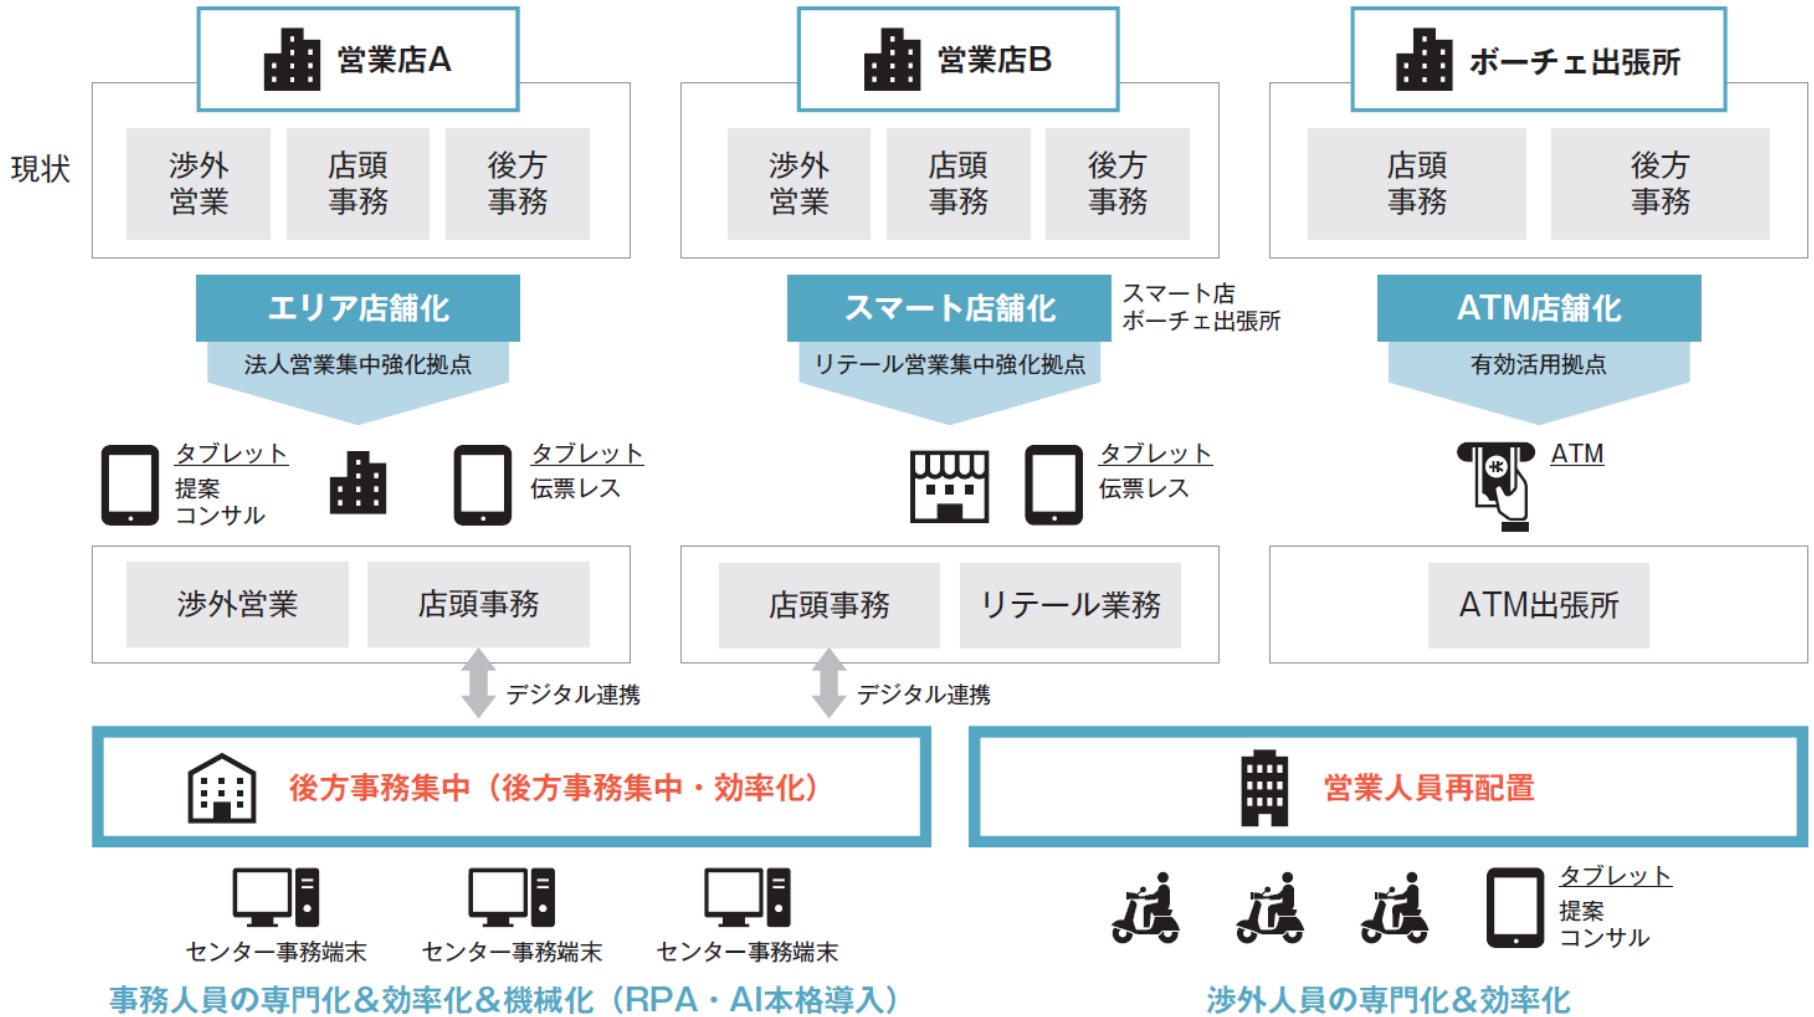 営業店A
営業店B
ボーチェ出張所
現状
渉外
営業
店頭
事務
後方
事務
渉外
営業
店頭
事務
後方
事務
店頭
事務
後方
事務
エリア店舗化
法人営業集中強化拠点
スマート店舗化
リテール営業集中強化拠点
スマート店
ボーチェ出張所
ATM店舗化
有効活用拠点
タブレット
提案
コンサル
タブレット
伝票レス
タブレット
伝票レス
ATM
渉外営業
店頭事務
店頭事務
リテール業務
ATM出張所
デジタル連携
デジタル連携
後方事務集中（後方事務集中・効率化）
営業人員再配置
センター事務端末
センター事務端末
センター事務端末
タブレット
提案
コンサル
事務人員の専門化&効率化&機械化（RPA・AI本格導入）
渉外人員の専門化&効率化